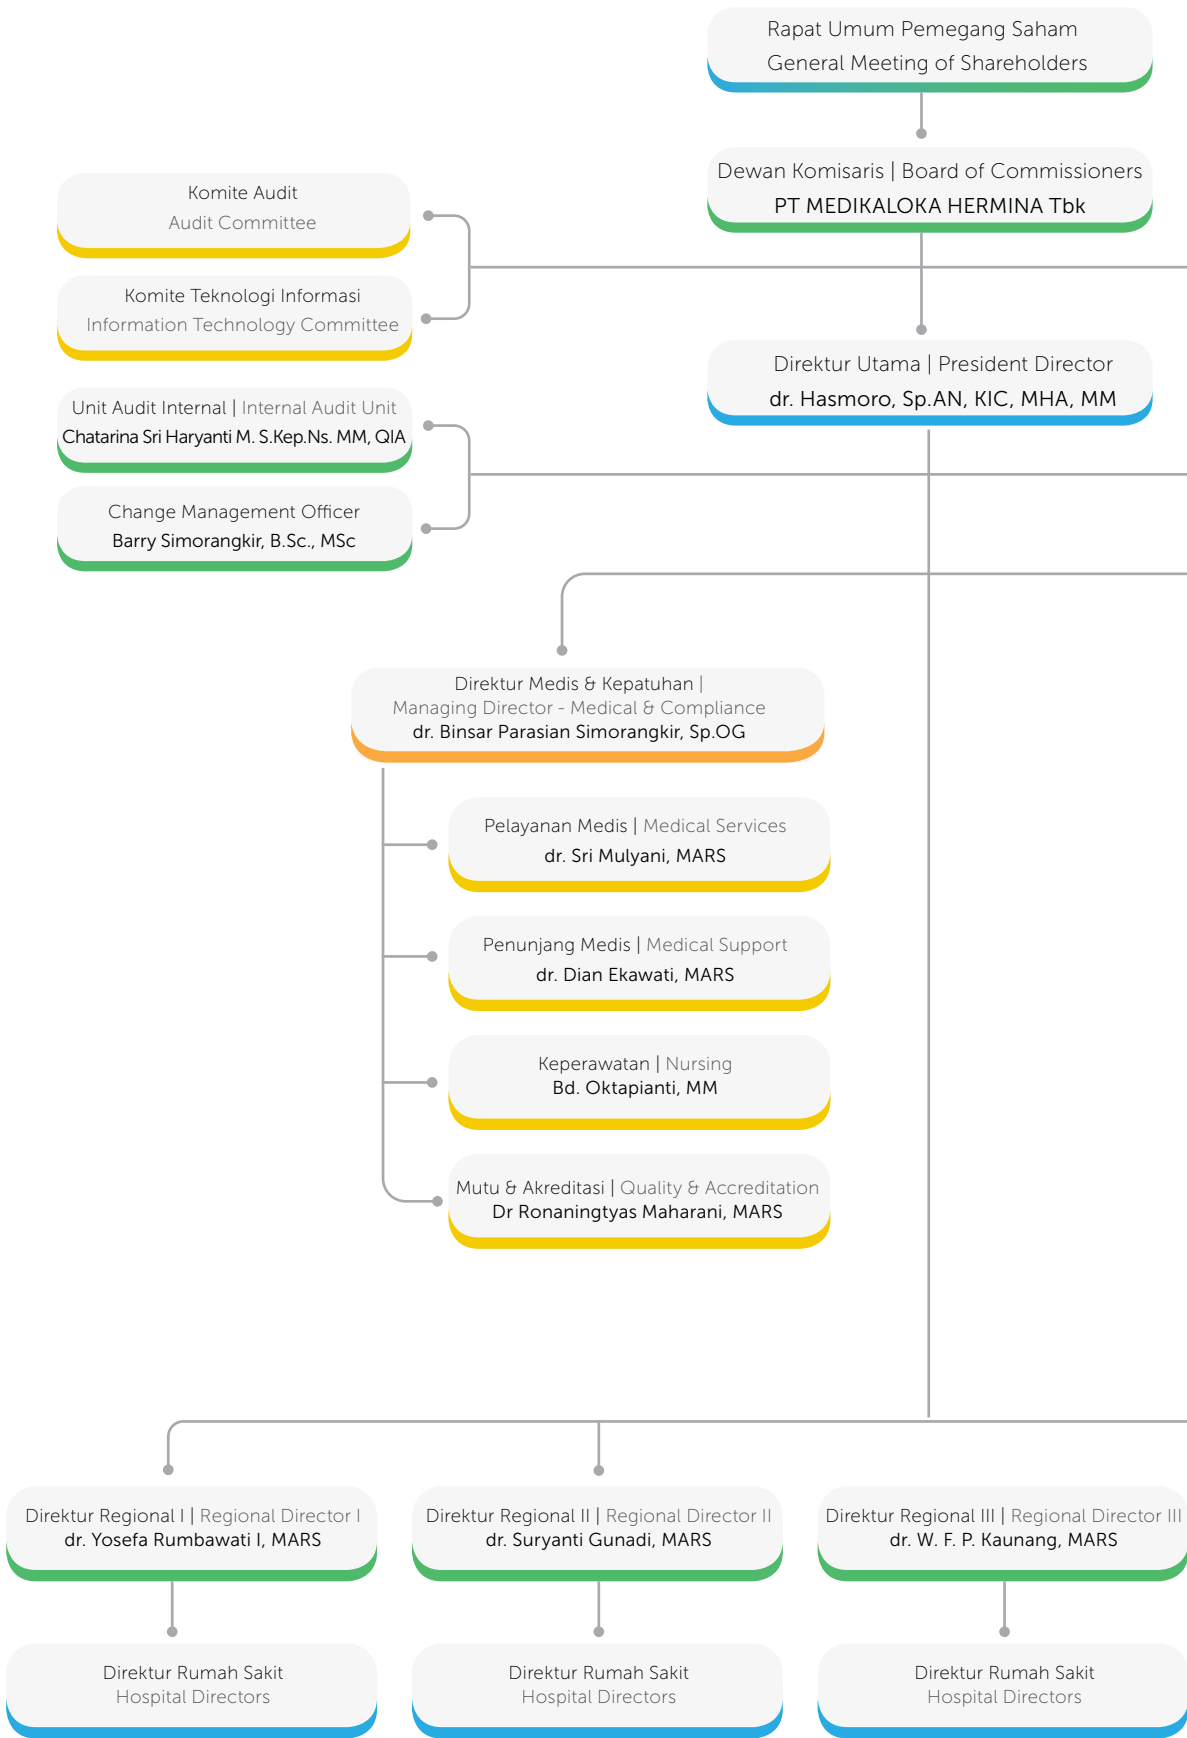 Rapat Umum Pemegang Saham
General Meeting of Shareholders
Dewan Komisaris | Board of Commissioners
PT MEDIKALOKA HERMINA Tbk
Komite Audit
Audit Committee
Komite Teknologi Informasi
Information Technology Committee
Direktur Utama | President Director
dr. Hasmoro, Sp.AN, KIC, MHA, MM
Unit Audit Internal | Internal Audit Unit
Chatarina Sri Haryanti M. S.Kep.Ns. MM, QIA
Change Management Officer
Barry Simorangkir, B.Sc., MSc
Direktur Medis & Kepatuhan |
Managing Director - Medical & Compliance
dr. Binsar Parasian Simorangkir, Sp.OG
Pelayanan Medis | Medical Services
dr. Sri Mulyani, MARS
Penunjang Medis | Medical Support
dr. Dian Ekawati, MARS
Keperawatan | Nursing
Bd. Oktapianti, MM
Mutu & Akreditasi | Quality & Accreditation
Dr Ronaningtyas Maharani, MARS
Direktur Regional I | Regional Director I
dr. Yosefa Rumbawati I, MARS
Direktur Rumah Sakit
Hospital Directors
Direktur Regional II | Regional Director II
dr. Suryanti Gunadi, MARS
Direktur Rumah Sakit
Hospital Directors
Direktur Regional III | Regional Director III
dr. W. F. P. Kaunang, MARS
Direktur Rumah Sakit
Hospital Directors